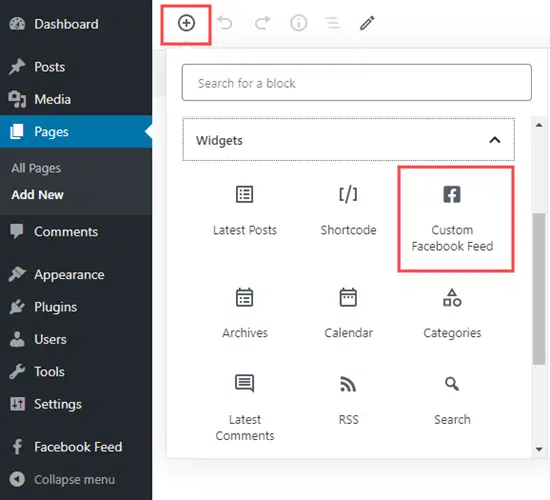 Dashboard
Posts
Media
Pages
All Pages
Add New
Comments
Appearance
Plugins
Users
Tools
Settings
Facebook Feed
Collapse menu
Search for a block
Widgets
Latest Posts
[/]
Shortcode
Custom
Facebook Feed
Archives
Calendar
Categories
Latest
Comments
RSS
Search